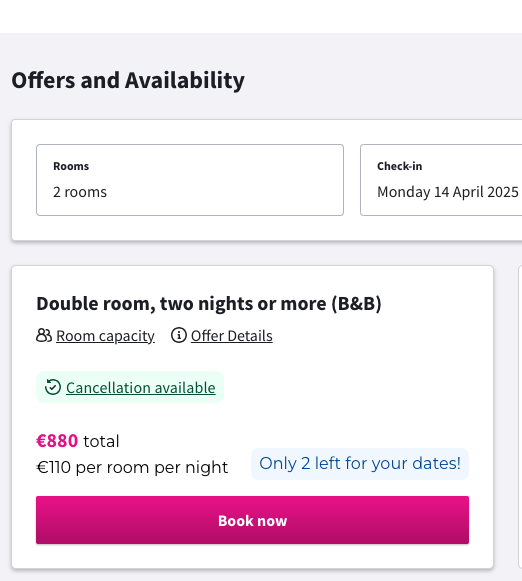 Offers and Availability
Rooms
2 rooms
Check-in
Monday 14 April 2025
Double room, two nights or more (B&B)
Room capacity
Offer Details
Cancellation available
€880 total
€110 per room per night
Only 2 left for your dates!
Book now